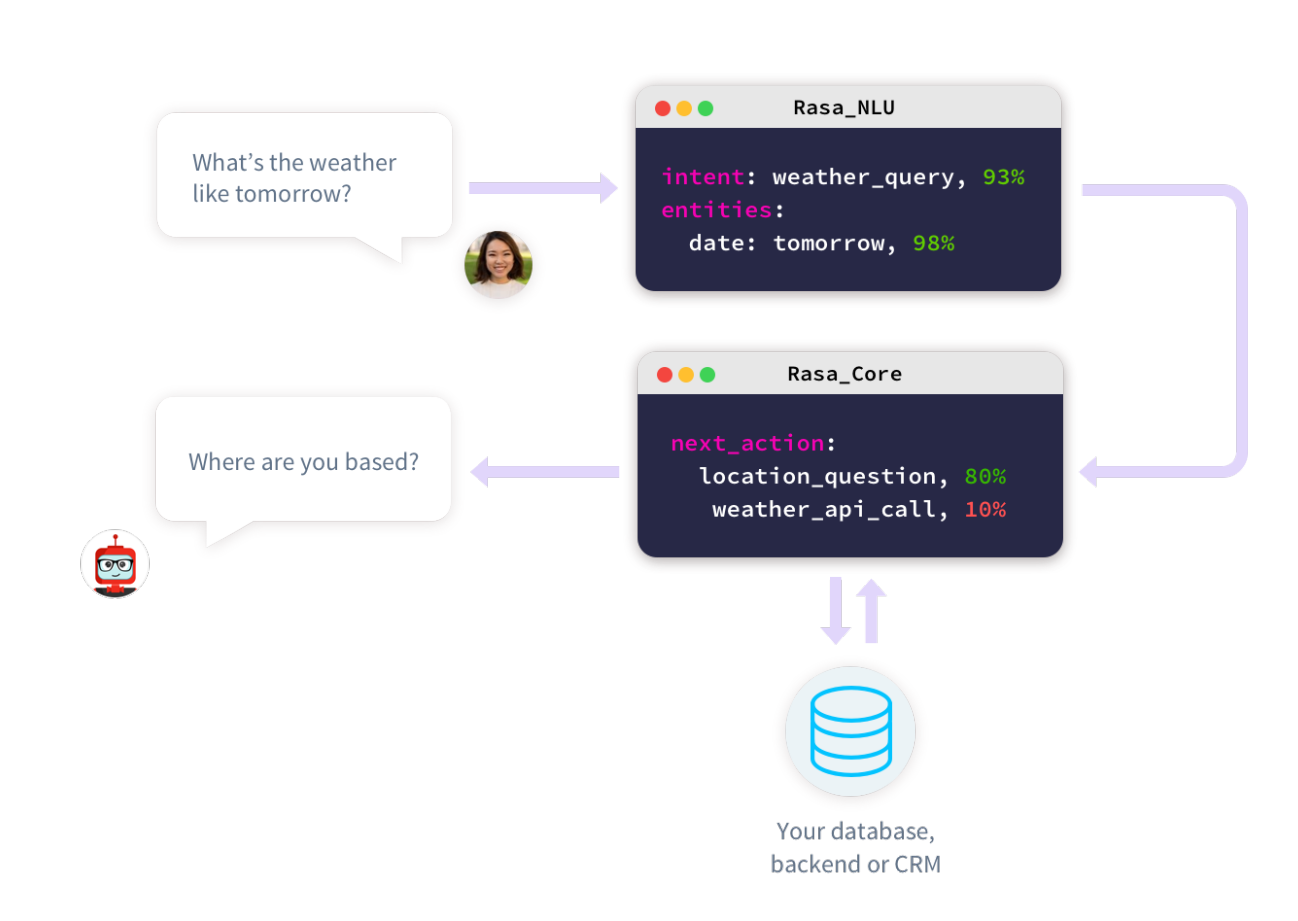 What’s the weather
like tomorrow?
Rasa_NLU
intent: weather_query, 93%
entities:
date: tomorrow, 98%
Rasa_Core
next_action:
location_question, 80%
weather_api_call, 10%
Where are you based?
Your database,
backend or CRM